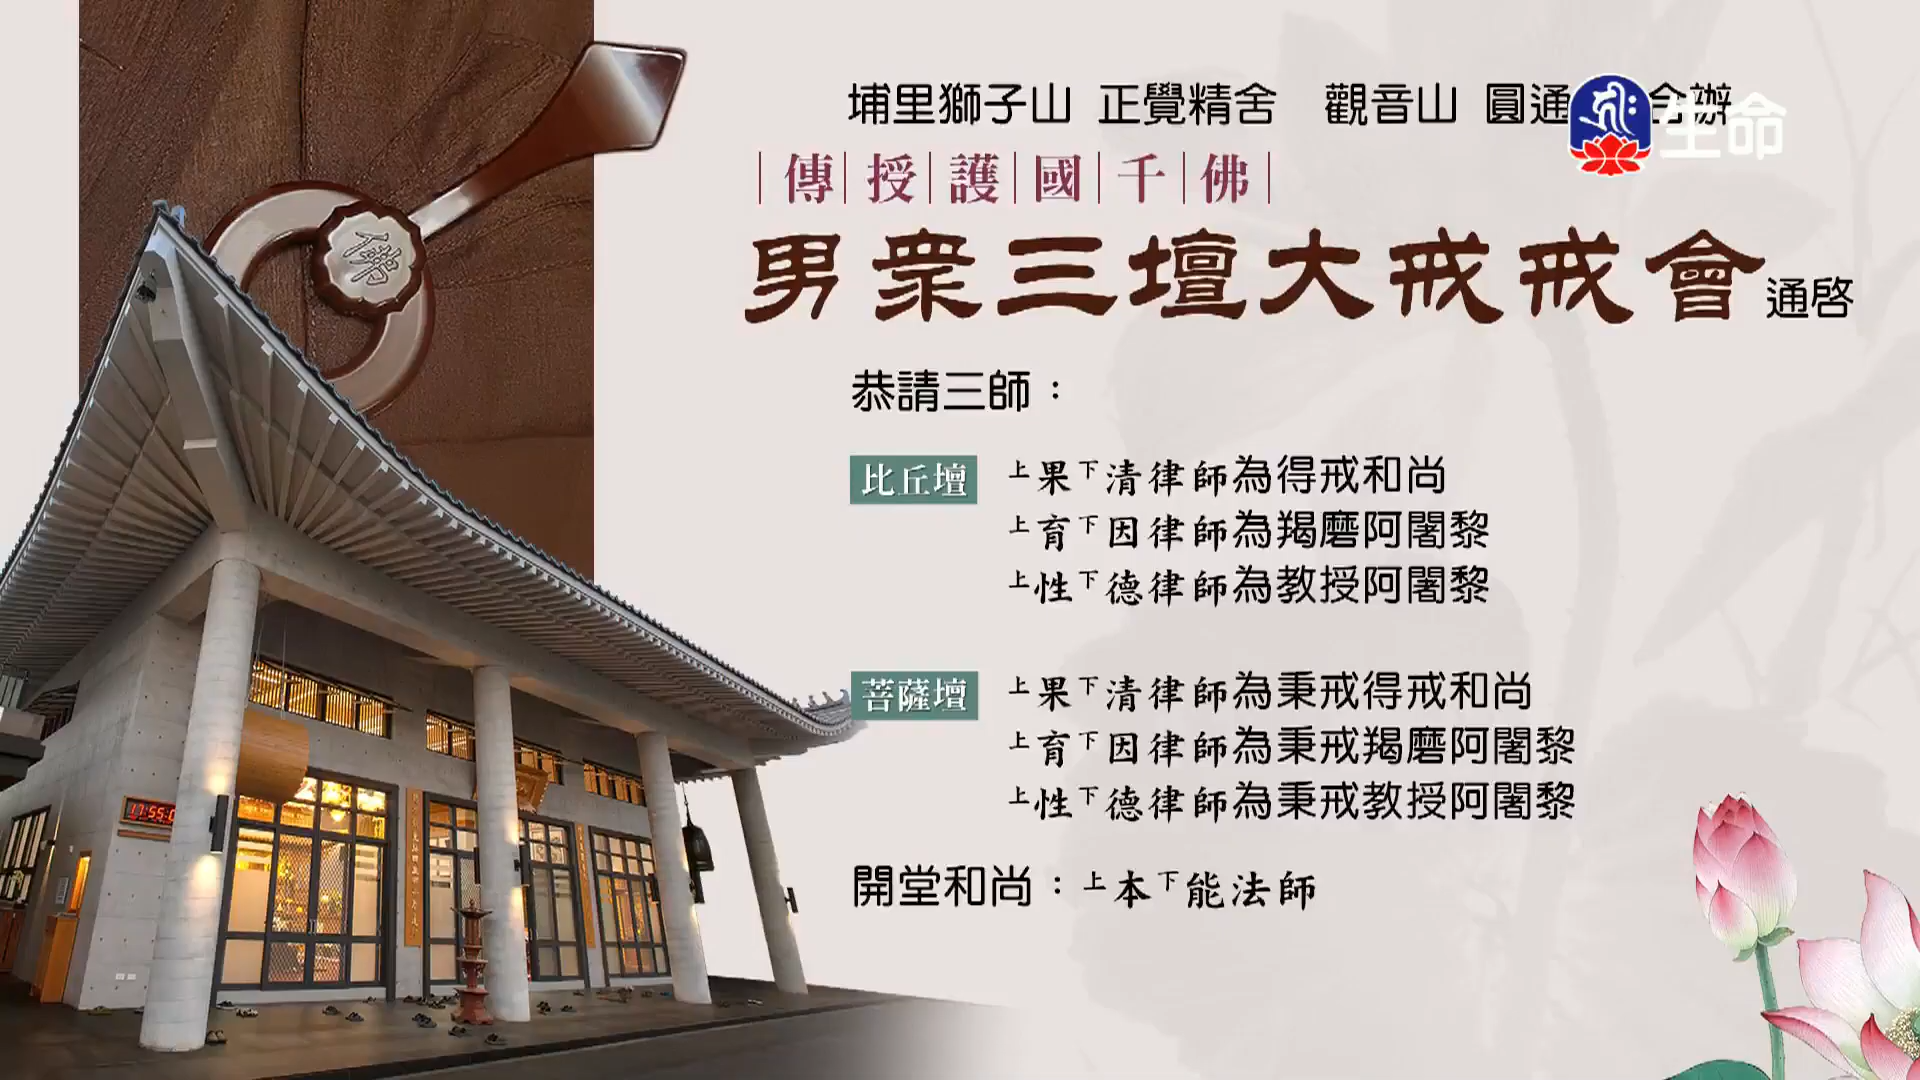 埔里獅子山 正覺精舍 觀音山 圓通 合辦
生命
傳授護國千佛
男眾三壇大戒戒會通啓
佛
恭請三師：
比丘壇 上果下清律師為得戒和尚
上育下因律師為羯磨阿闍黎
上性下德律師為教授阿闍黎
菩薩壇 上果下清律師為秉戒得戒和尚
上育下因律師為秉戒羯磨阿闍黎
上性下德律師為秉戒教授阿闍黎
開堂和尚：上本下能法師
17:55:0